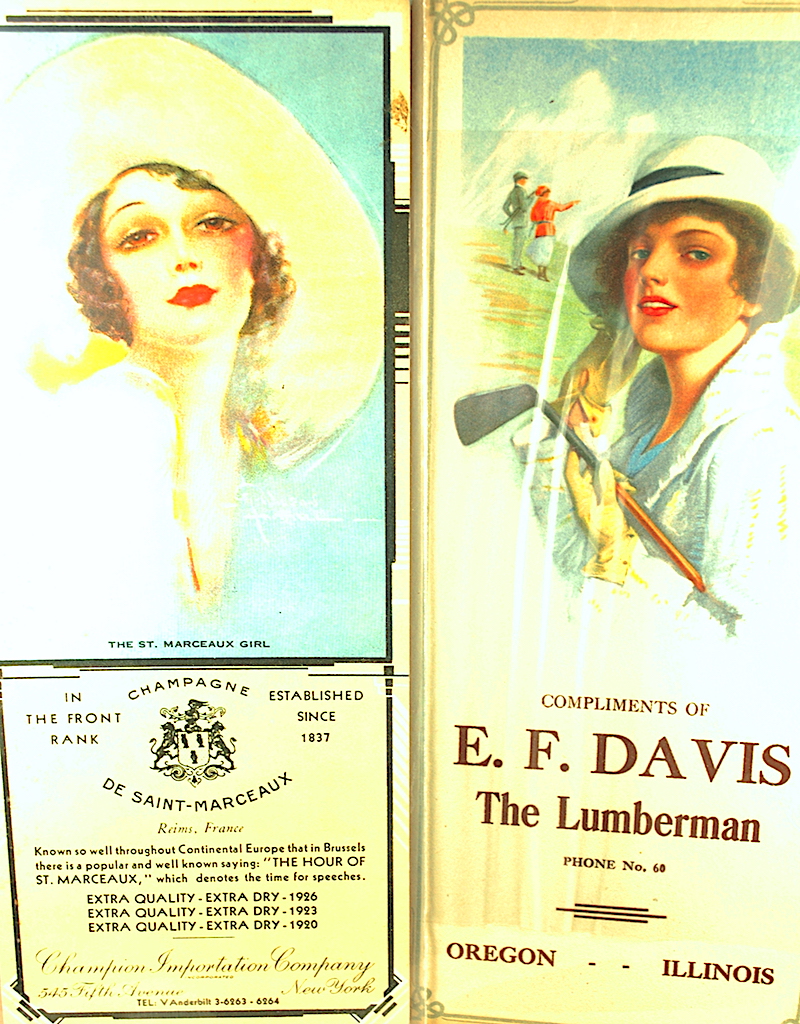 THE ST. MARCEAUX GIRL
IN
THE FRONT
RANK
CHAMPAGNE
ESTABLISHED
SINCE
1837
DE SAINT-MARCEAUX
Reims, France
Known so well throughout Continental Europe that in Brussels
there is a popular and well known saying: "THE HOUR OF
ST. MARCEAUX," which denotes the time for speeches.
EXTRA QUALITY - EXTRA DRY - 1926
EXTRA QUALITY - EXTRA DRY - 1923
EXTRA QUALITY - EXTRA DRY - 1920
Champion Importation Company
INCORPORATED
545 Fifth Avenue New York
TEL: VAnderbilt 3-6263 - 6264
COMPLIMENTS OF
E. F. DAVIS
The Lumberman
PHONE No. 60
OREGON - - ILLINOIS